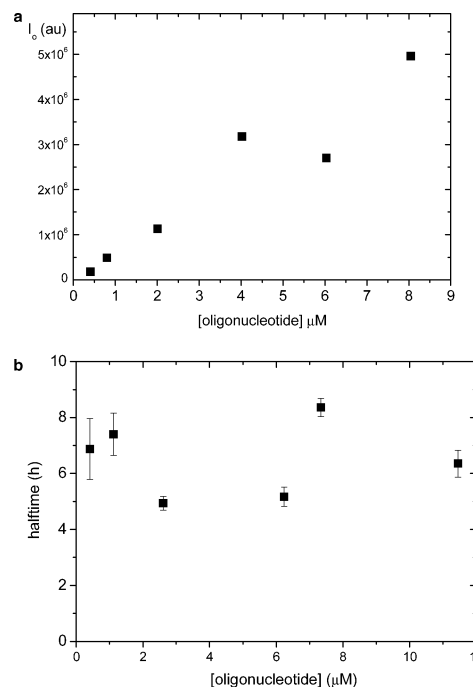 a
I₀ (au)
5x10⁶
4x10⁶
3x10⁶
2x10⁶
1x10⁶
0
0 1 2 3 4 5 6 7 8 9
[oligonucleotide] μM
b
10
8
6
4
2
0
halftime (h)
0 2 4 6 8 10 12
[oligonucleotide] (μM)